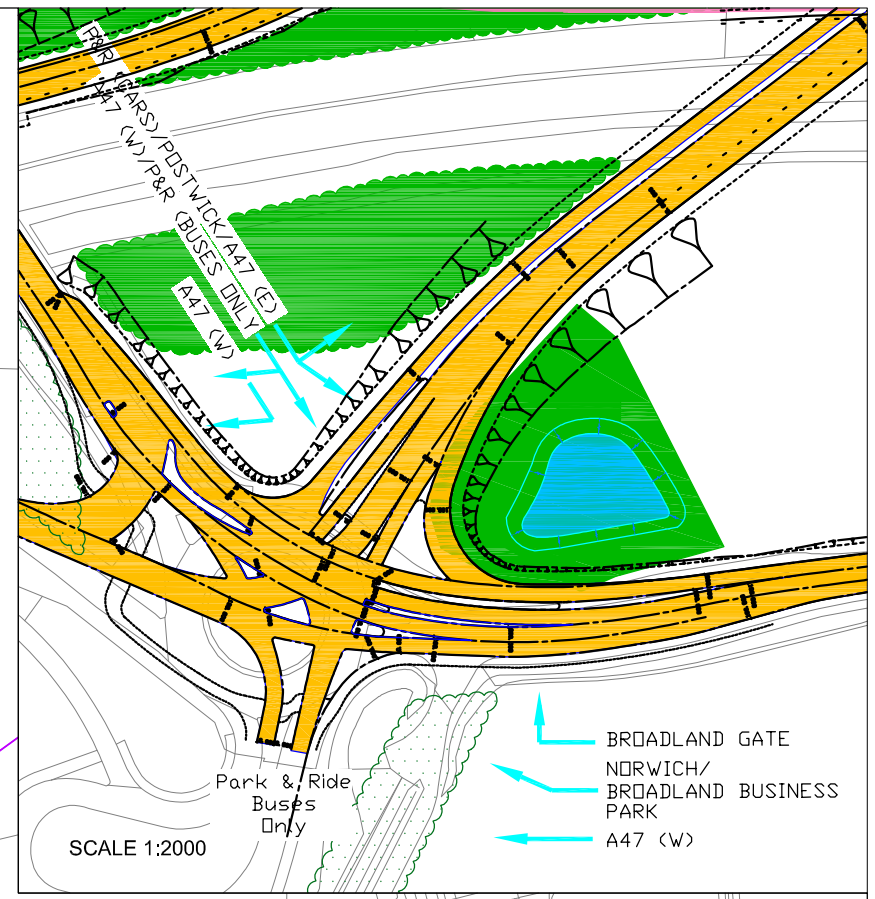 P&R (CARS)/POSTWICK/A47 (E)
A47 (W)/P&R (BUSES ONLY
A47 (W)
BROADLAND GATE
NORWICH/
BROADLAND BUSINESS
PARK
A47 (W)
Park & Ride
Buses
Only
SCALE 1:2000